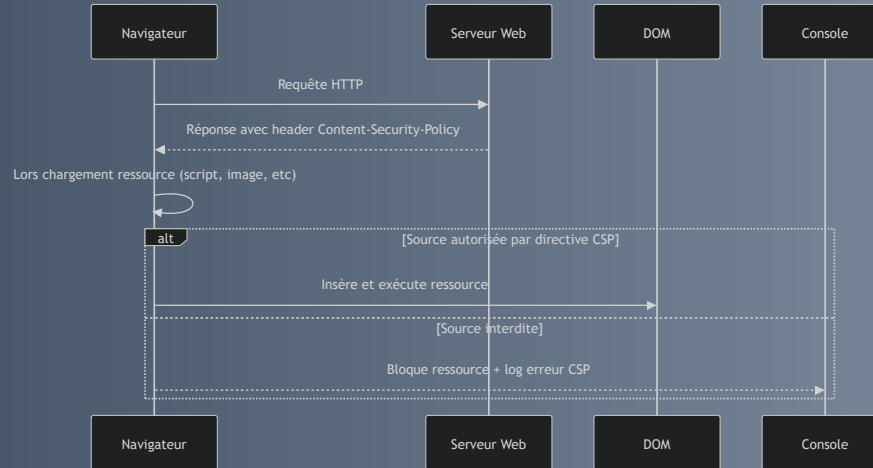 Navigateur
Serveur Web
DOM
Console
Requête HTTP
Réponse avec header Content-Security-Policy
Lors chargement ressource (script, image, etc)
alt
[Source autorisée par directive CSP]
Insère et exécute ressource
[Source interdite]
Bloque ressource + log erreur CSP
Navigateur
Serveur Web
DOM
Console